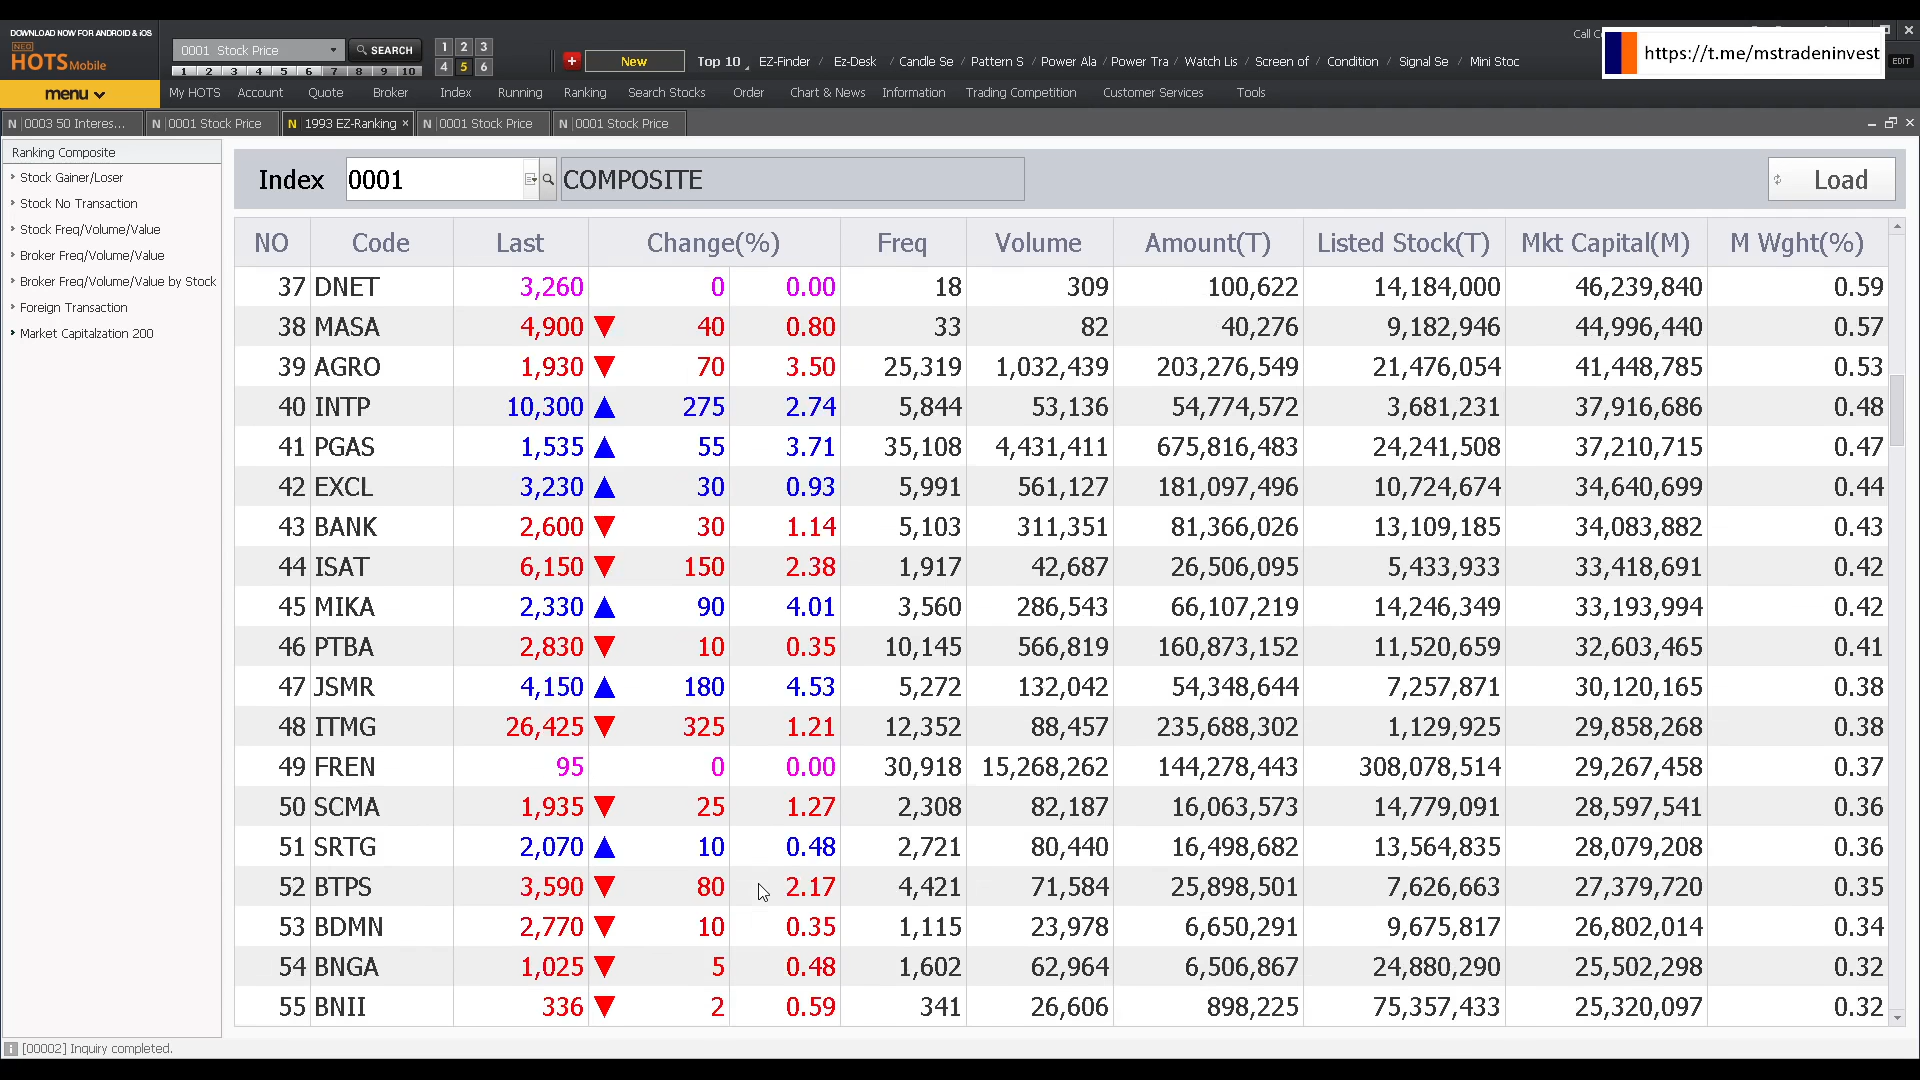 DOWNLOAD NOW FOR ANDROID & iOS
NEO
HOTS Mobile
menu
0001 Stock Price
SEARCH
1 2 3 4 5 6 7 8 9 10
1 2 3
4 5 6
+ New
Top 10 EZ-Finder / Ez-Desk / Candle Se / Pattern S / Power Ala / Power Tra / Watch Lis / Screen of / Condition / Signal Se / Mini Stoc
https://t.me/mstradeninvest
EDIT
My HOTS Account Quote Broker Index Running Ranking Search Stocks Order Chart & News Information Trading Competition Customer Services Tools
N 0003 50 Interes... N 0001 Stock Price N 1993 EZ-Ranking × N 0001 Stock Price N 0001 Stock Price
Ranking Composite
Stock Gainer/Loser
Stock No Transaction
Stock Freq/Volume/Value
Broker Freq/Volume/Value
Broker Freq/Volume/Value by Stock
Foreign Transaction
Market Capitalzation 200
Index 0001 COMPOSITE Load
NO Code Last Change(%) Freq Volume Amount(T) Listed Stock(T) Mkt Capital(M) M Wght(%)
37 DNET 3,260 0 0.00 18 309 100,622 14,184,000 46,239,840 0.59
38 MASA 4,900 ▼ 40 0.80 33 82 40,276 9,182,946 44,996,440 0.57
39 AGRO 1,930 ▼ 70 3.50 25,319 1,032,439 203,276,549 21,476,054 41,448,785 0.53
40 INTP 10,300 ▲ 275 2.74 5,844 53,136 54,774,572 3,681,231 37,916,686 0.48
41 PGAS 1,535 ▲ 55 3.71 35,108 4,431,411 675,816,483 24,241,508 37,210,715 0.47
42 EXCL 3,230 ▲ 30 0.93 5,991 561,127 181,097,496 10,724,674 34,640,699 0.44
43 BANK 2,600 ▼ 30 1.14 5,103 311,351 81,366,026 13,109,185 34,083,882 0.43
44 ISAT 6,150 ▼ 150 2.38 1,917 42,687 26,506,095 5,433,933 33,418,691 0.42
45 MIKA 2,330 ▲ 90 4.01 3,560 286,543 66,107,219 14,246,349 33,193,994 0.42
46 PTBA 2,830 ▼ 10 0.35 10,145 566,819 160,873,152 11,520,659 32,603,465 0.41
47 JSMR 4,150 ▲ 180 4.53 5,272 132,042 54,348,644 7,257,871 30,120,165 0.38
48 ITMG 26,425 ▼ 325 1.21 12,352 88,457 235,688,302 1,129,925 29,858,268 0.38
49 FREN 95 0 0.00 30,918 15,268,262 144,278,443 308,078,514 29,267,458 0.37
50 SCMA 1,935 ▼ 25 1.27 2,308 82,187 16,063,573 14,779,091 28,597,541 0.36
51 SRTG 2,070 ▲ 10 0.48 2,721 80,440 16,498,682 13,564,835 28,079,208 0.36
52 BTPS 3,590 ▼ 80 2.17 4,421 71,584 25,898,501 7,626,663 27,379,720 0.35
53 BDMN 2,770 ▼ 10 0.35 1,115 23,978 6,650,291 9,675,817 26,802,014 0.34
54 BNGA 1,025 ▼ 5 0.48 1,602 62,964 6,506,867 24,880,290 25,502,298 0.32
55 BNII 336 ▼ 2 0.59 341 26,606 898,225 75,357,433 25,320,097 0.32
[00002] Inquiry completed.